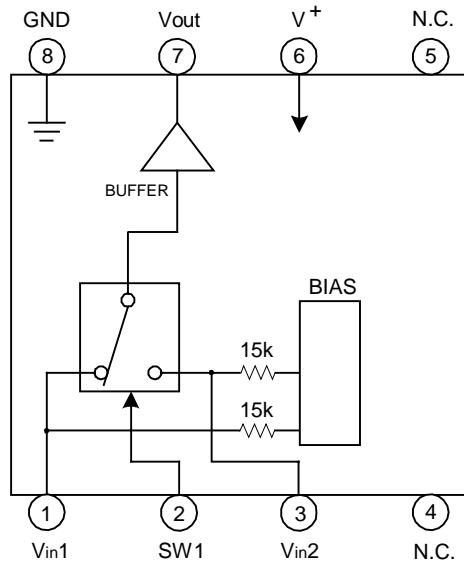 GND Vout V+ N.C.
8 7 6 5
BUFFER
BIAS
15k
15k
1 2 3 4
Vin1 SW1 Vin2 N.C.